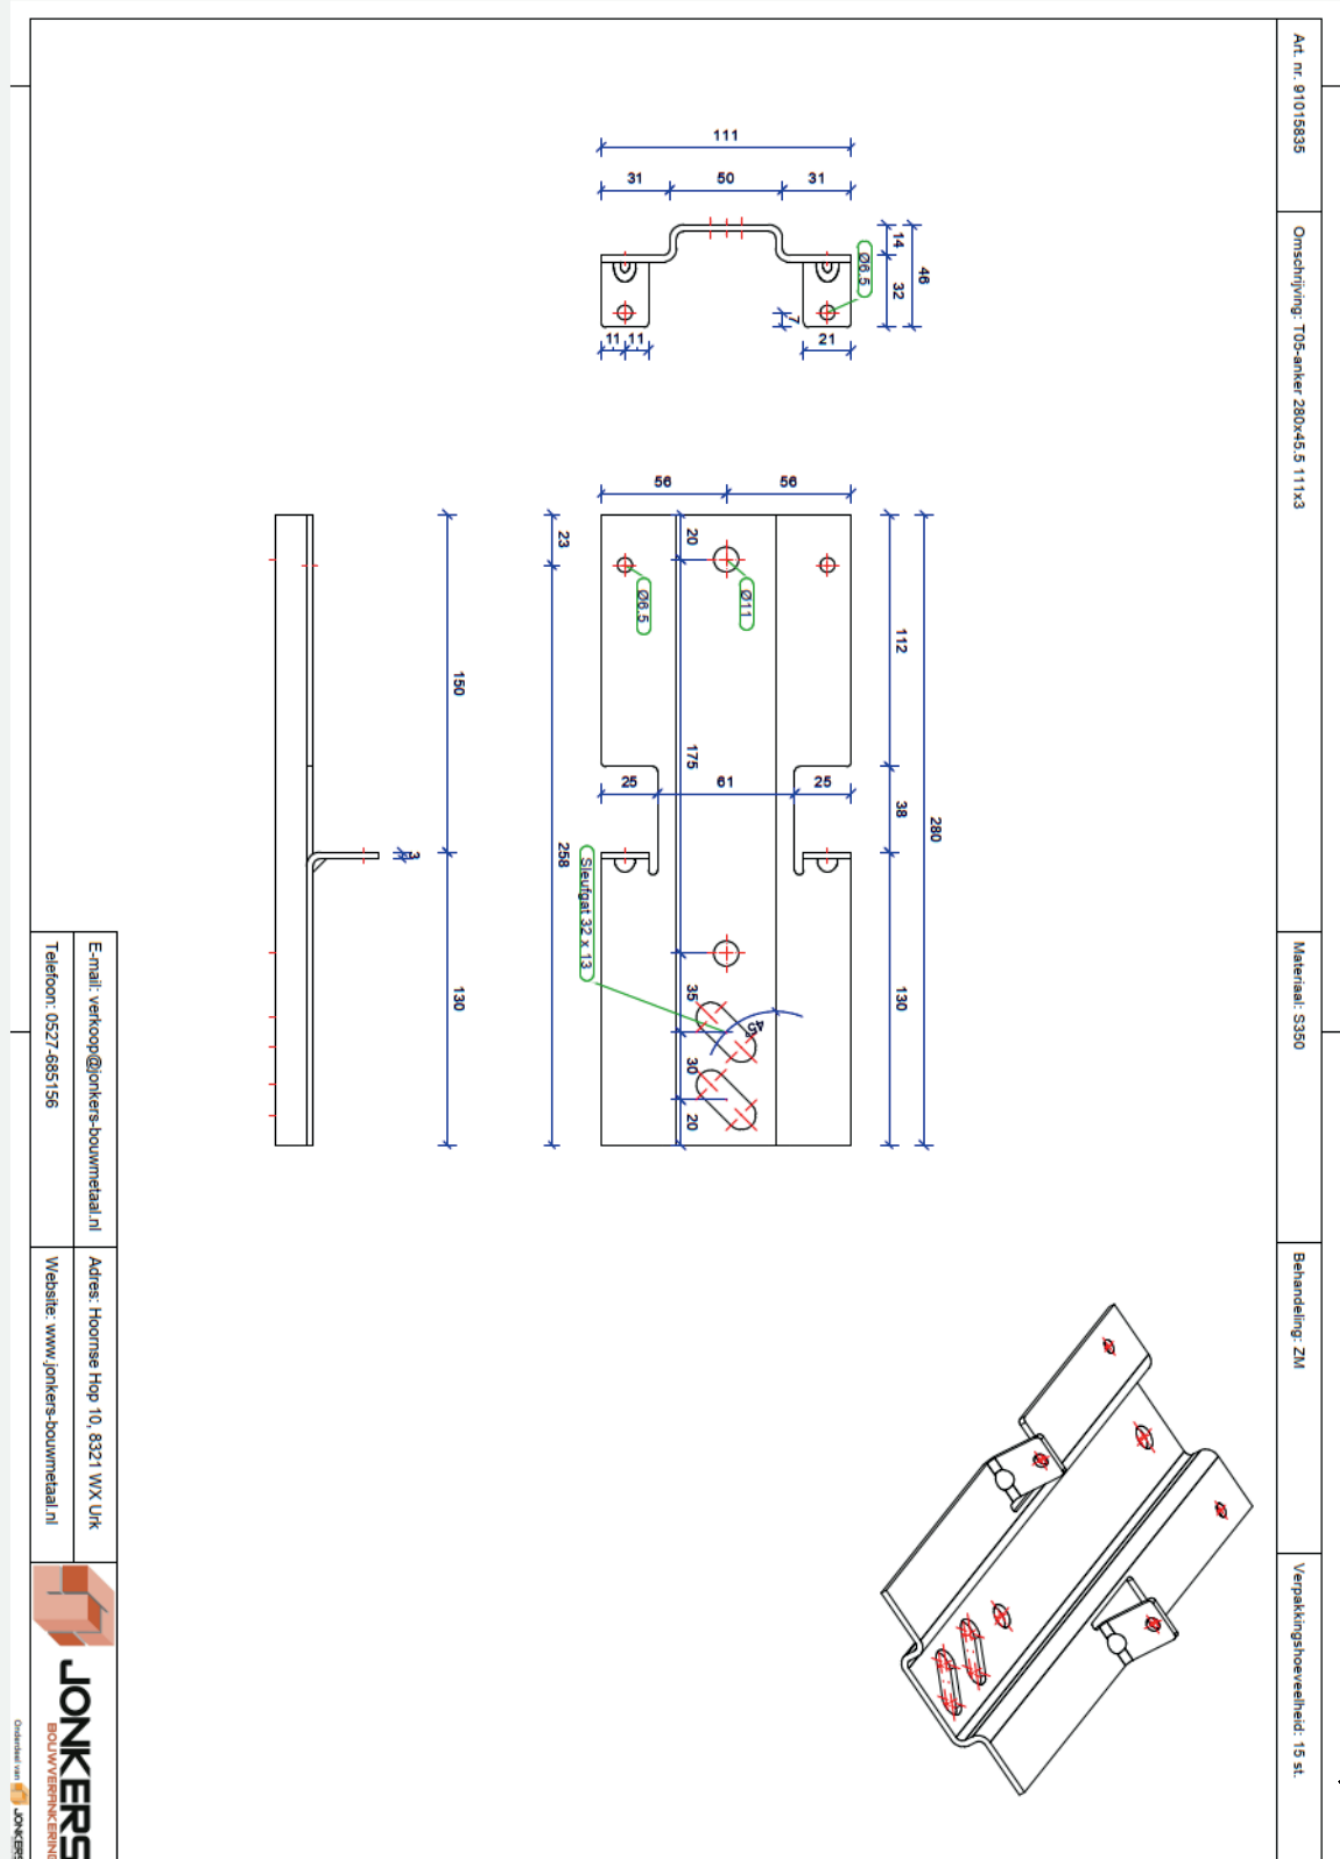 Art. nr. 91015835
Omschrijving: T05-anker 280x45.5 111x3
Materiaal: S350
Behandeling: ZM
Verpakkingshoeveelheid: 15 st.
111
31
50
31
14
46
32
Ø6.5
7
11
11
21
56
56
20
23
Ø11
Ø6.5
112
150
175
25
61
25
38
280
3
258
Sleufgat 32 x 13
35
45
130
130
30
20
E-mail: verkoop@jonkers-bouwmetaal.nl
Adres: Hoornse Hop 10, 8321 WX Urk
Telefoon: 0527-685156
Website: www.jonkers-bouwmetaal.nl
JONKERS
BOUWVERANKERING
Onderdeel van JONKERS